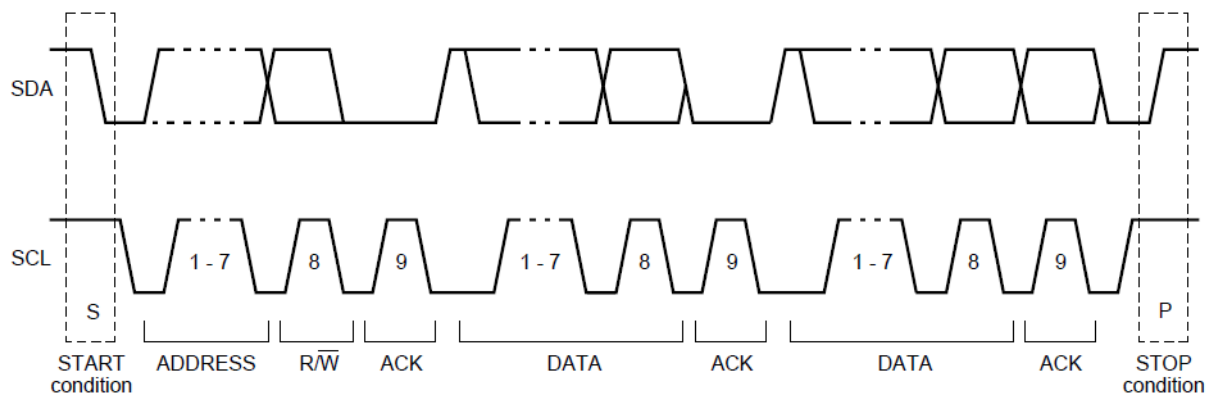 SDA
SCL
1 - 7 8 9 1 - 7 8 9 1 - 7 8 9
S P
START condition ADDRESS R/W̅ ACK DATA ACK DATA ACK STOP condition